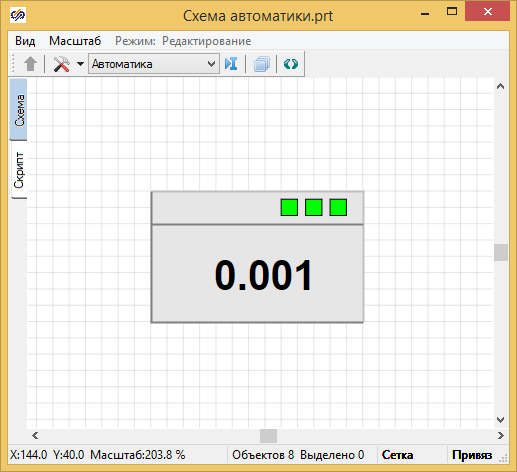 Схема автоматики.prt
Вид Масштаб Режим: Редактирование
Автоматика
Схема
Скрипт
0.001
X:144.0 Y:40.0 Масштаб:203.8 % Объектов 8 Выделено 0 Сетка Привяз